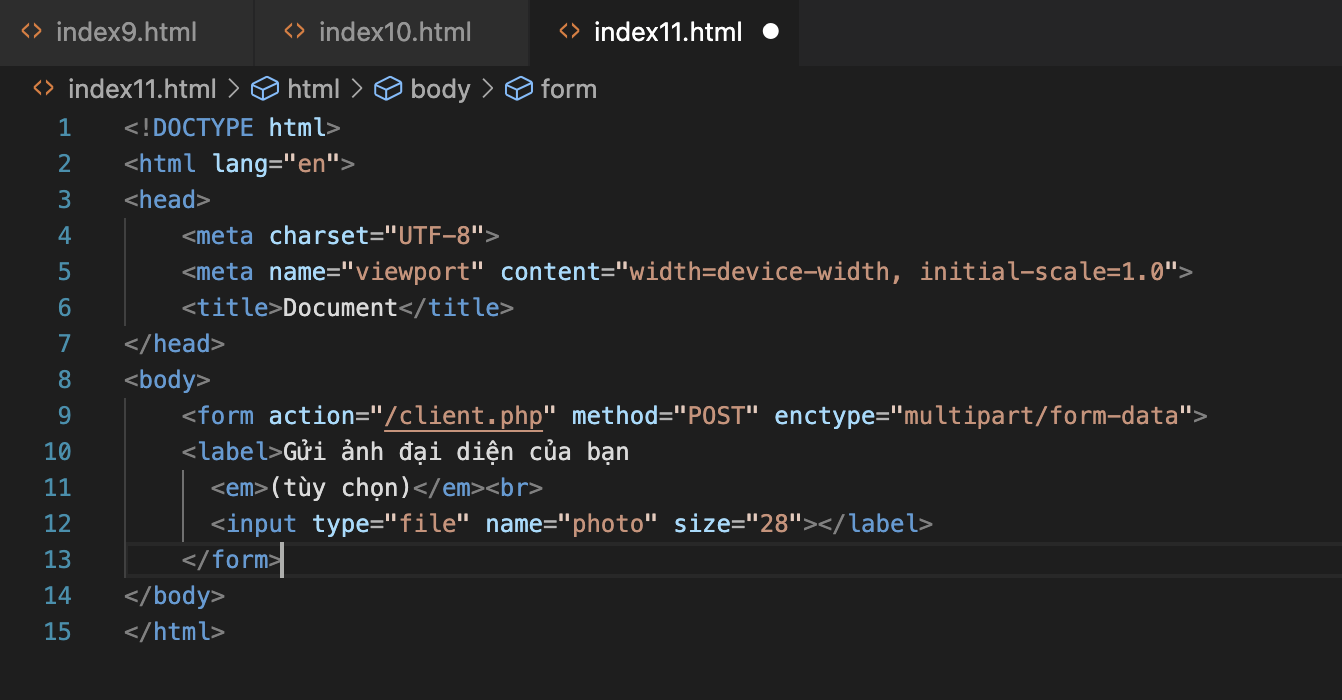 index9.html index10.html index11.html
index11.html > html > body > form
1 <!DOCTYPE html>
2 <html lang="en">
3 <head>
4 <meta charset="UTF-8">
5 <meta name="viewport" content="width=device-width, initial-scale=1.0">
6 <title>Document</title>
7 </head>
8 <body>
9 <form action="/client.php" method="POST" enctype="multipart/form-data">
10 <label>Gửi ảnh đại diện của bạn
11 <em>(tùy chọn)</em><br>
12 <input type="file" name="photo" size="28"></label>
13 </form>
14 </body>
15 </html>